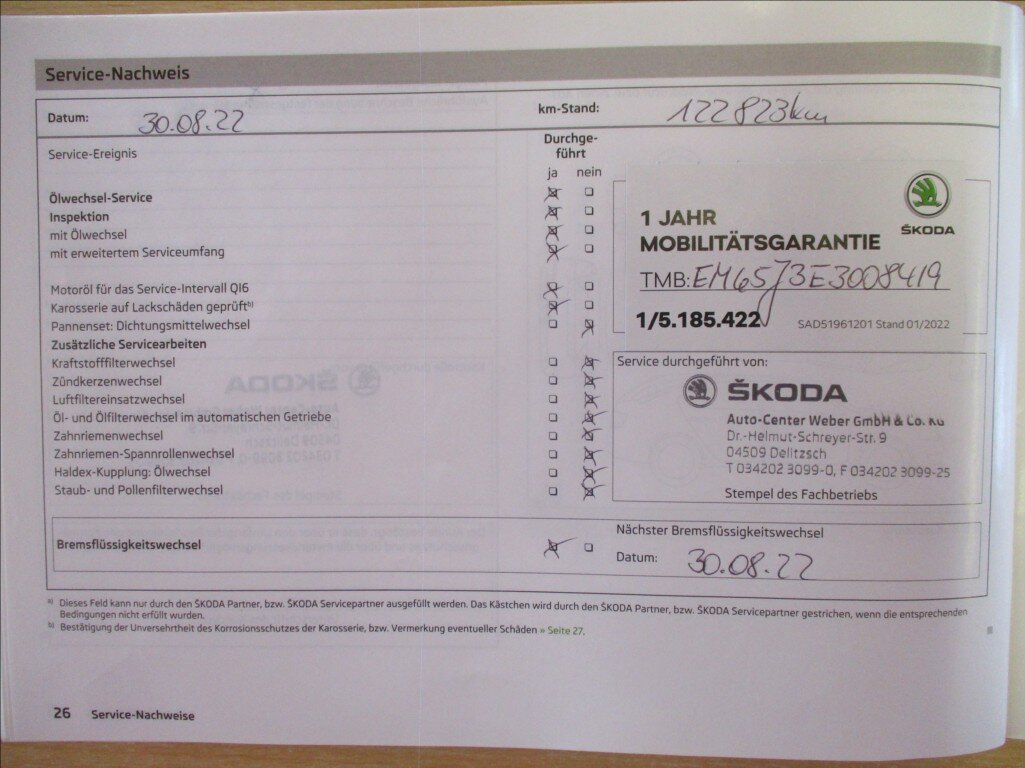 Service-Nachweis
Datum: 30.08.22 km-Stand: 122 823 km
Service-Ereignis Durchge-
führt
ja nein
Ölwechsel-Service
Inspektion
mit Ölwechsel
mit erweitertem Serviceumfang
Motoröl für das Service-Intervall QI6
Karosserie auf Lackschäden geprüft b)
Pannenset: Dichtungsmittelwechsel
Zusätzliche Servicearbeiten
Kraftstofffilterwechsel
Zündkerzenwechsel
Luftfiltereinsatzwechsel
Öl- und Ölfilterwechsel im automatischen Getriebe
Zahnriemenwechsel
Zahnriemen-Spannrollenwechsel
Haldex-Kupplung: Ölwechsel
Staub- und Pollenfilterwechsel
ŠKODA
1 JAHR
MOBILITÄTSGARANTIE
TMB: EM65J3E3008419
1/5.185.422 SAD51961201 Stand 01/2022
Service durchgeführt von:
ŠKODA
Auto-Center Weber GmbH & Co. KG
Dr.-Helmut-Schreyer-Str. 9
04509 Delitzsch
T 034202 3099-0, F 034202 3099-25
Stempel des Fachbetriebs
Bremsflüssigkeitswechsel
Nächster Bremsflüssigkeitswechsel
Datum: 30.08.22
a) Dieses Feld kann nur durch den ŠKODA Partner, bzw. ŠKODA Servicepartner ausgefüllt werden. Das Kästchen wird durch den ŠKODA Partner, bzw. ŠKODA Servicepartner gestrichen, wenn die entsprechenden
Bedingungen nicht erfüllt wurden.
b) Bestätigung der Unversehrtheit des Korrosionsschutzes der Karosserie, bzw. Vermerkung eventueller Schäden » Seite 27.
26 Service-Nachweise